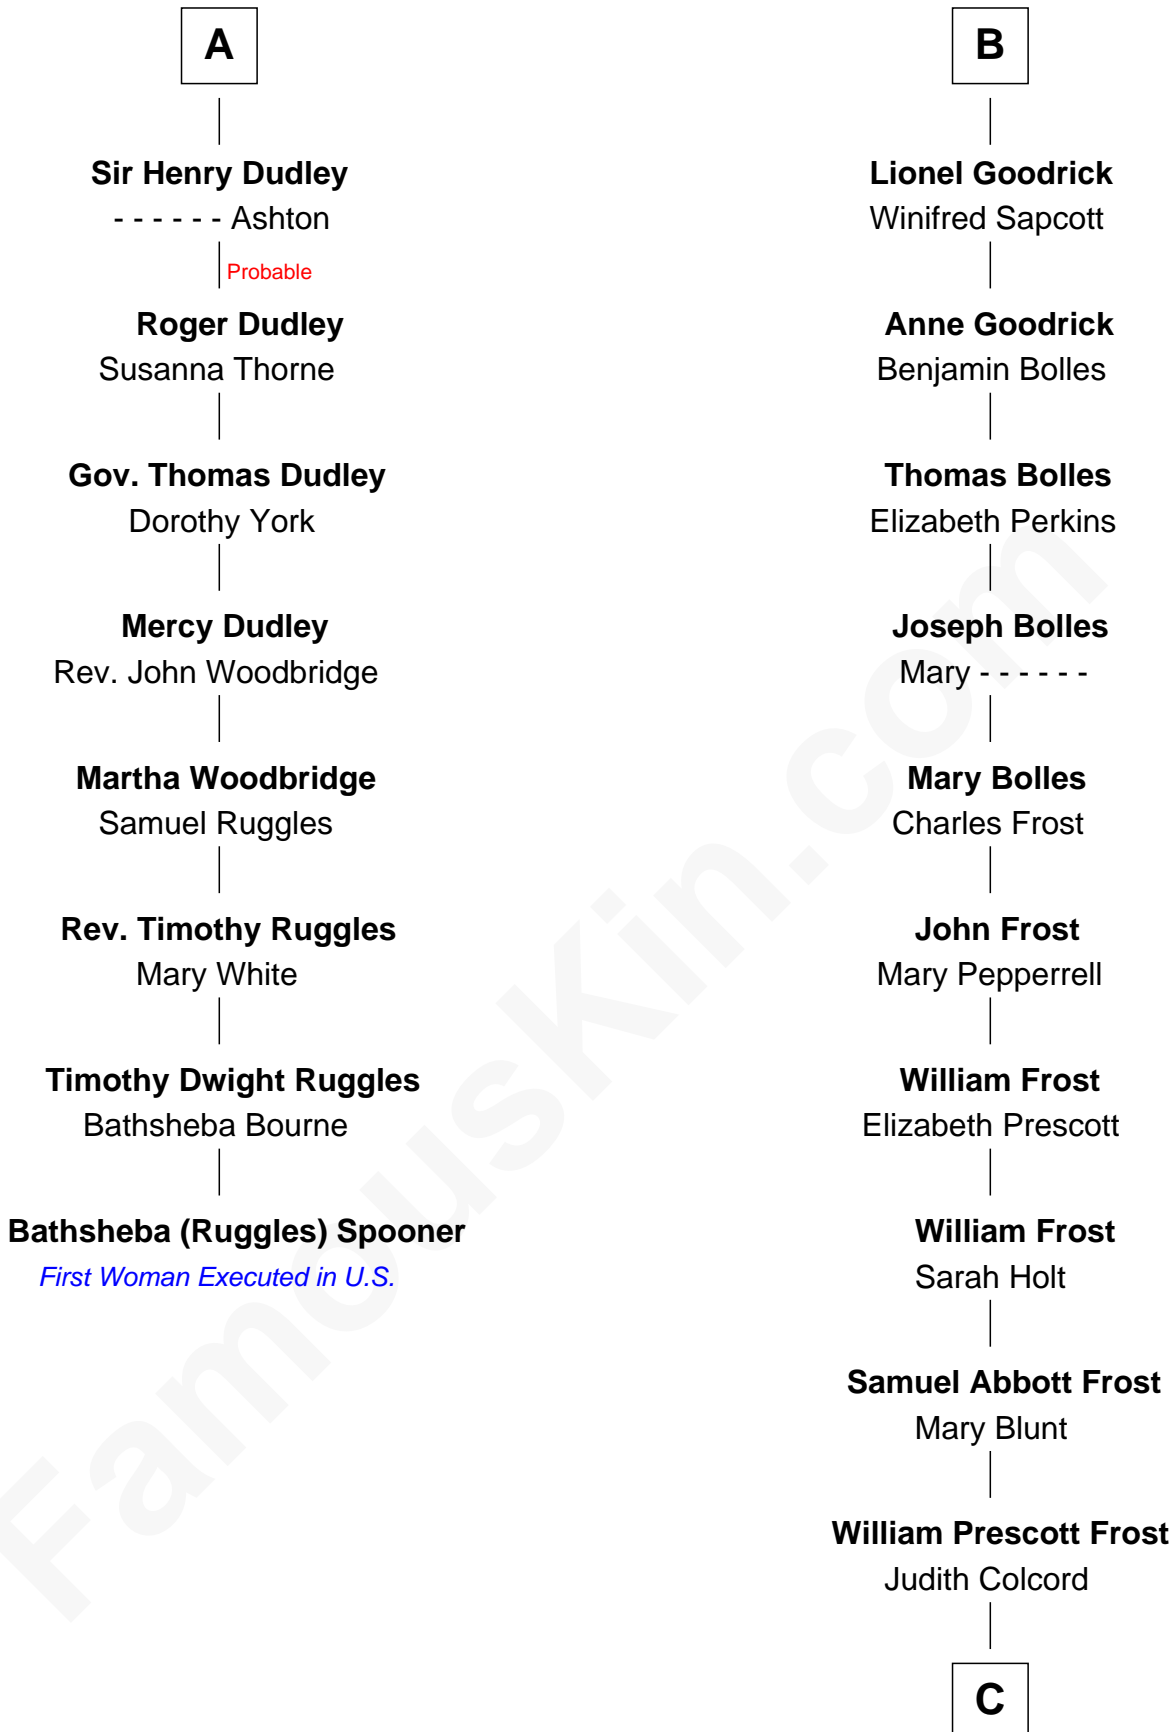 A
Sir Henry Dudley
- - - - - - Ashton
Probable
Roger Dudley
Susanna Thorne
Gov. Thomas Dudley
Dorothy York
Mercy Dudley
Rev. John Woodbridge
Martha Woodbridge
Samuel Ruggles
Rev. Timothy Ruggles
Mary White
Timothy Dwight Ruggles
Bathsheba Bourne
Bathsheba (Ruggles) Spooner
First Woman Executed in U.S.
B
Lionel Goodrick
Winifred Sapcott
Anne Goodrick
Benjamin Bolles
Thomas Bolles
Elizabeth Perkins
Joseph Bolles
Mary - - - - - -
Mary Bolles
Charles Frost
John Frost
Mary Pepperrell
William Frost
Elizabeth Prescott
William Frost
Sarah Holt
Samuel Abbott Frost
Mary Blunt
William Prescott Frost
Judith Colcord
C
FamousKin.com